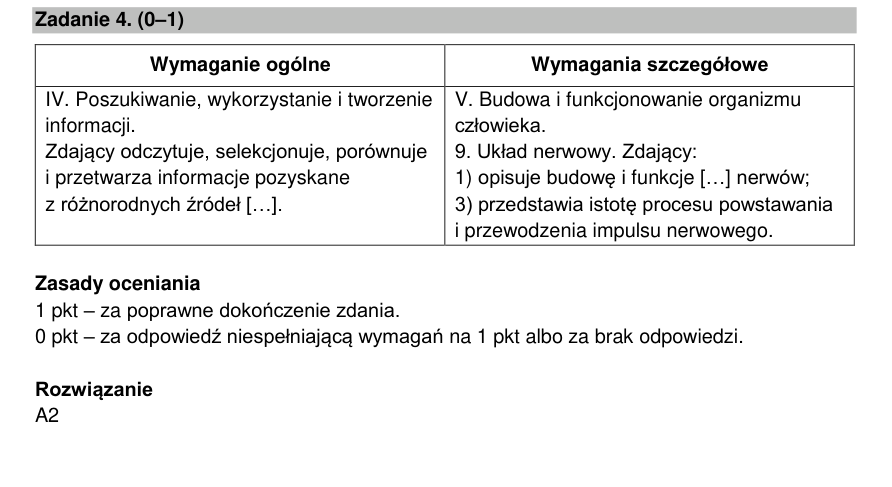 Zadanie 4. (0–1)
Wymaganie ogólne
Wymagania szczegółowe
IV. Poszukiwanie, wykorzystanie i tworzenie
informacji.
Zdający odczytuje, selekcjonuje, porównuje
i przetwarza informacje pozyskane
z różnorodnych źródeł […].
V. Budowa i funkcjonowanie organizmu
człowieka.
9. Układ nerwowy. Zdający:
1) opisuje budowę i funkcje […] nerwów;
3) przedstawia istotę procesu powstawania
i przewodzenia impulsu nerwowego.
Zasady oceniania
1 pkt – za poprawne dokończenie zdania.
0 pkt – za odpowiedź niespełniającą wymagań na 1 pkt albo za brak odpowiedzi.
Rozwiązanie
A2